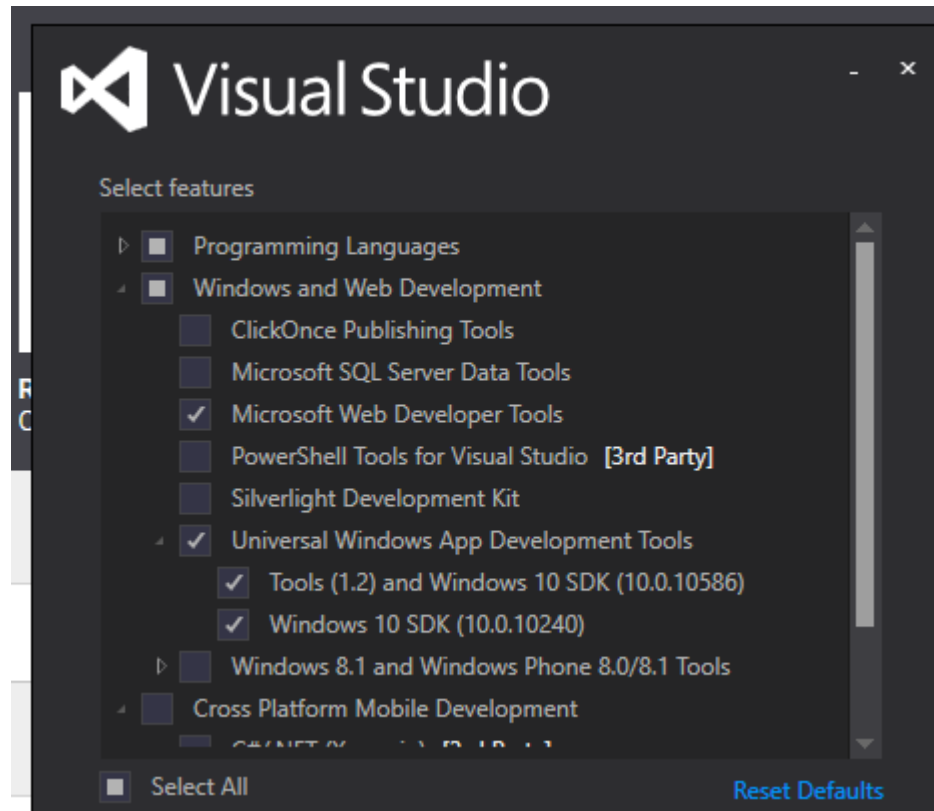 Visual Studio
Select features
Programming Languages
Windows and Web Development
ClickOnce Publishing Tools
Microsoft SQL Server Data Tools
Microsoft Web Developer Tools
PowerShell Tools for Visual Studio [3rd Party]
Silverlight Development Kit
Universal Windows App Development Tools
Tools (1.2) and Windows 10 SDK (10.0.10586)
Windows 10 SDK (10.0.10240)
Windows 8.1 and Windows Phone 8.0/8.1 Tools
Cross Platform Mobile Development
Select All
Reset Defaults